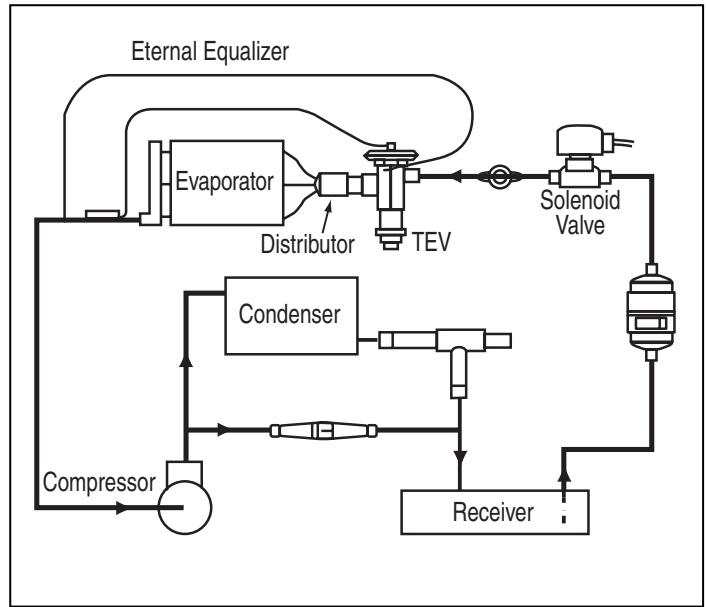 Eternal Equalizer
Evaporator
Solenoid
Valve
Distributor
TEV
Condenser
Compressor
Receiver